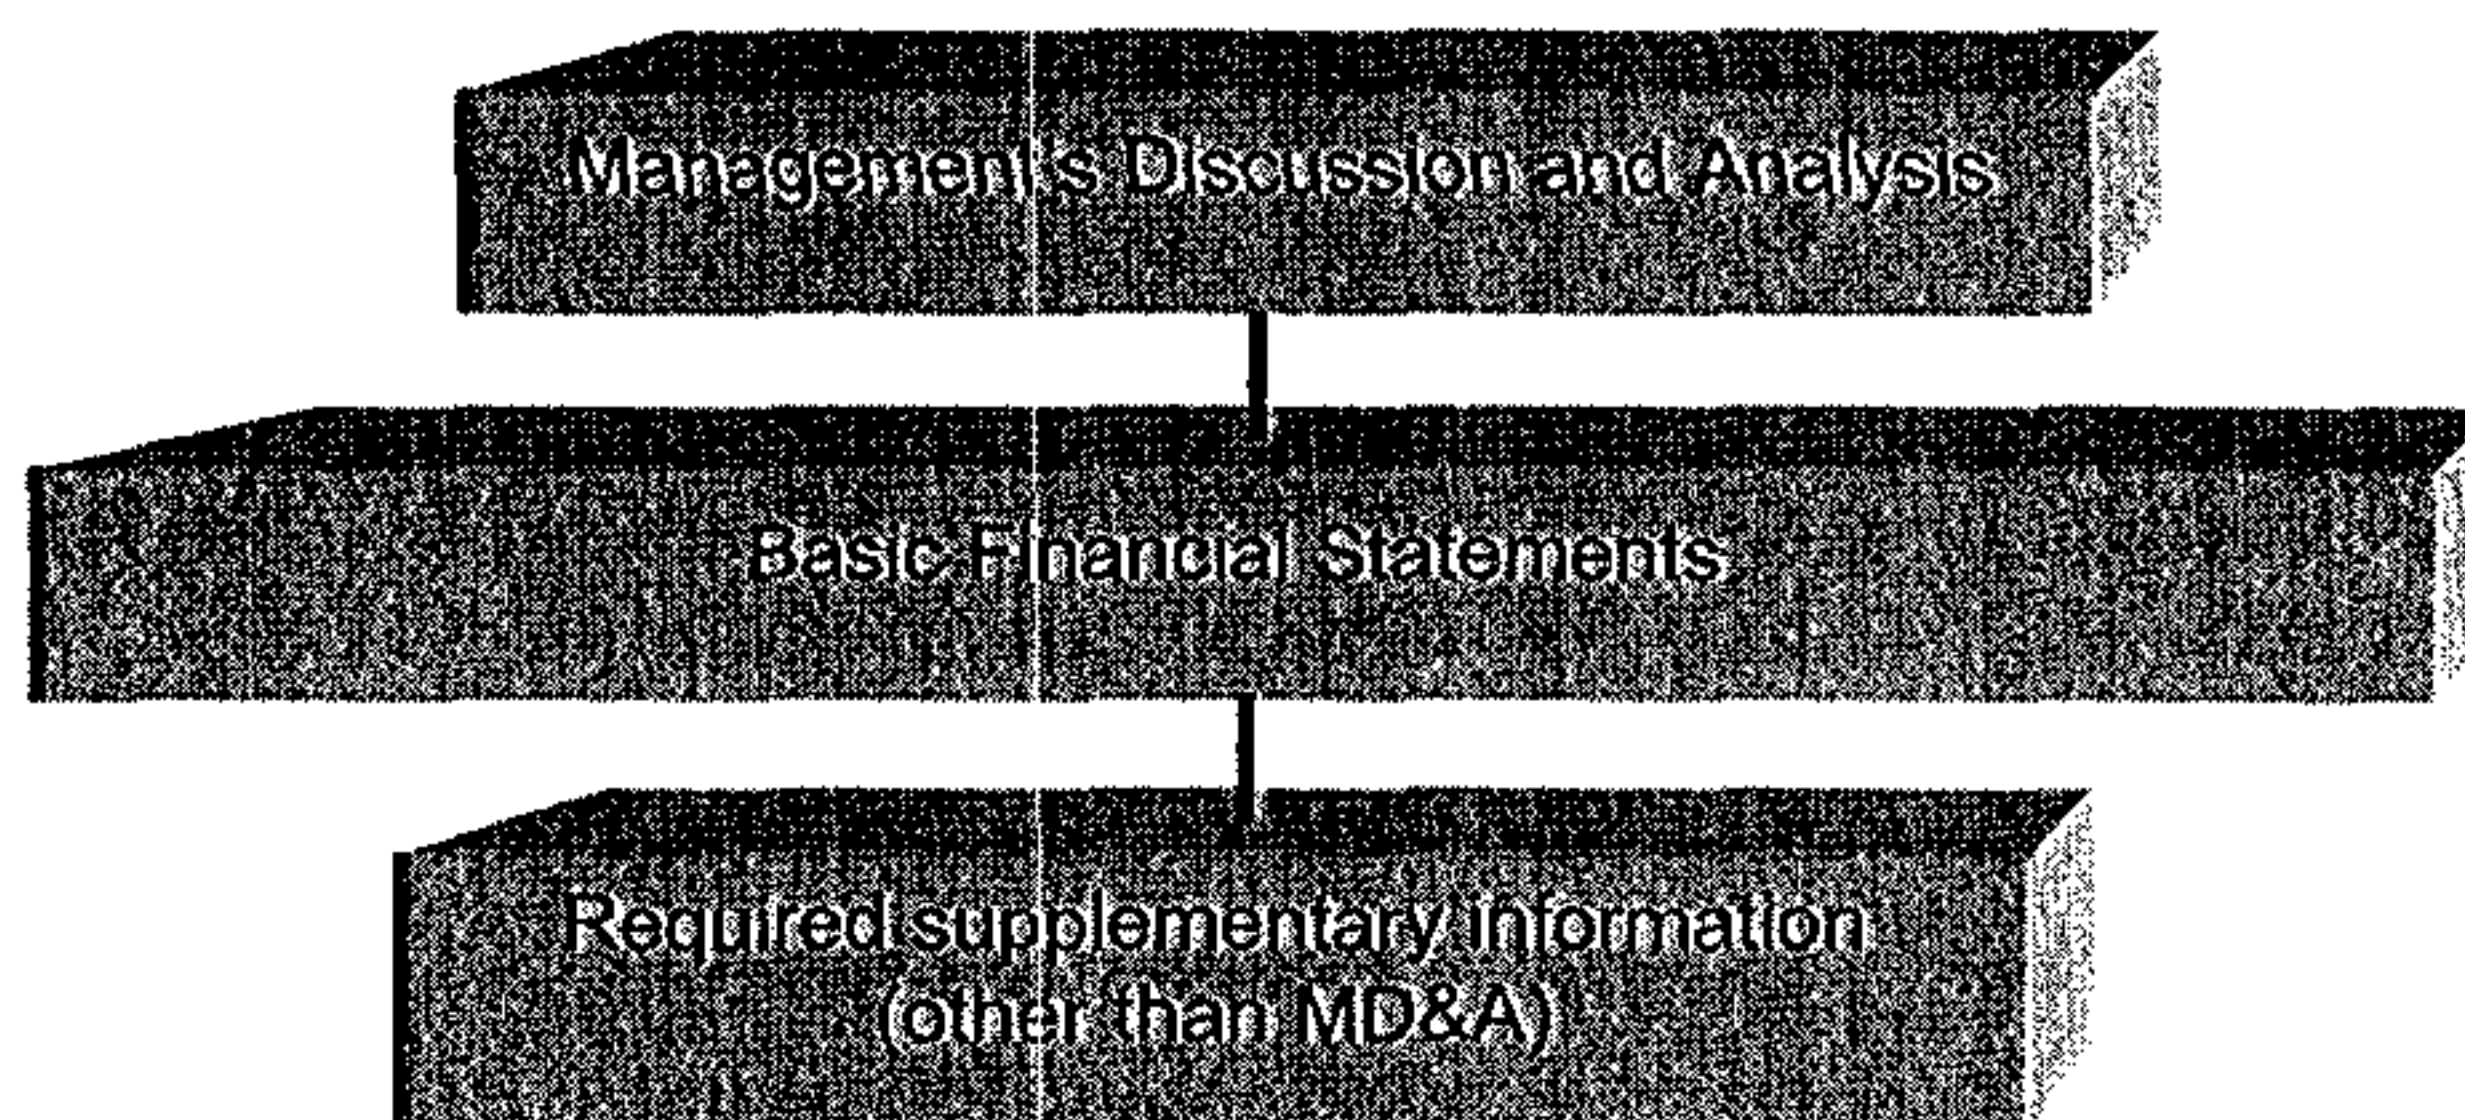 Management's Discussion and Analysis
Basic Financial Statements
Required supplementary information
(other than MD&A)